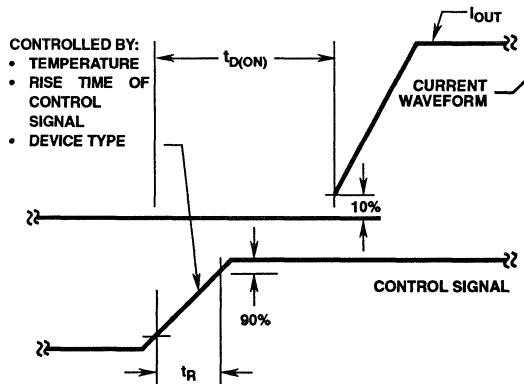 CONTROLLED BY:
• TEMPERATURE
• RISE TIME OF
CONTROL
SIGNAL
• DEVICE TYPE
tD(ON)
IOUT
CURRENT
WAVEFORM
10%
CONTROL SIGNAL
90%
tR